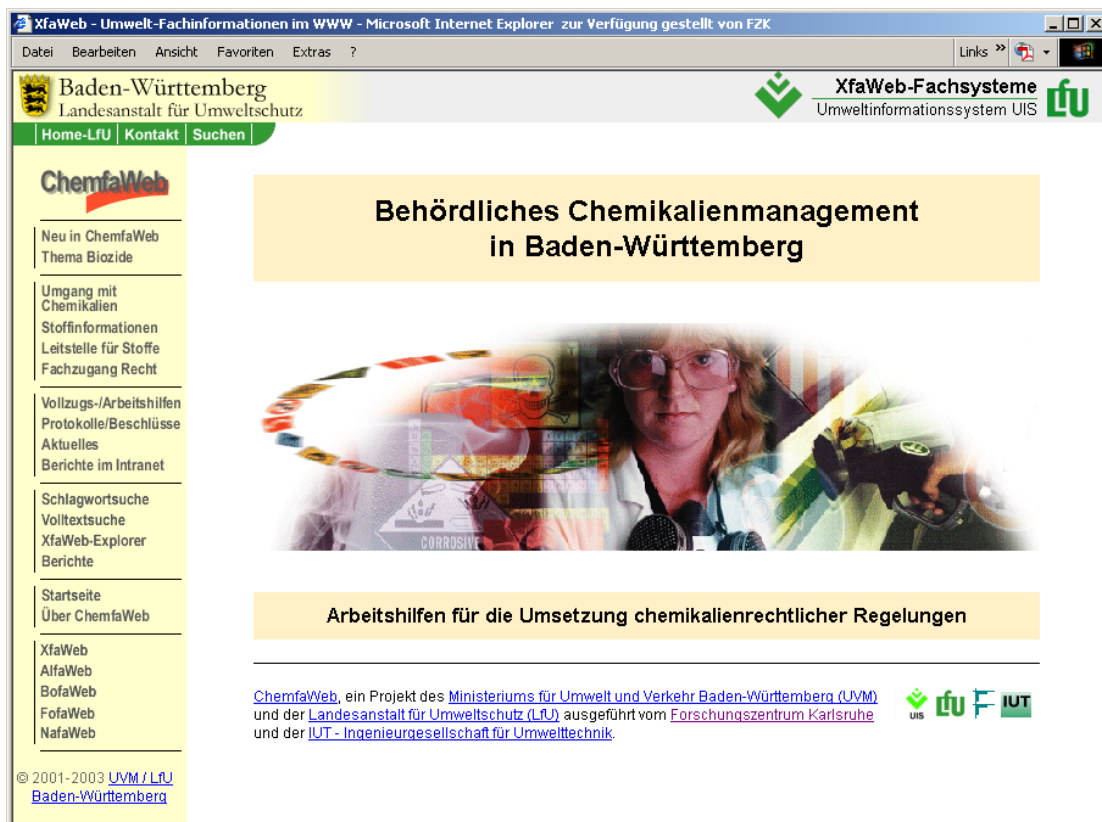 XfaWeb - Umwelt-Fachinformationen im WWW - Microsoft Internet Explorer zur Verfügung gestellt von FZK
Datei Bearbeiten Ansicht Favoriten Extras ? Links »
Baden-Württemberg
Landesanstalt für Umweltschutz
XfaWeb-Fachsysteme
Umweltinformationssystem UIS
LfU
Home-LfU | Kontakt | Suchen
ChemfaWeb
Neu in ChemfaWeb
Thema Biozide
Umgang mit
Chemikalien
Stoffinformationen
Leitstelle für Stoffe
Fachzugang Recht
Vollzugs-/Arbeitshilfen
Protokolle/Beschlüsse
Aktuelles
Berichte im Intranet
Schlagwortsuche
Volltextsuche
XfaWeb-Explorer
Berichte
Startseite
Über ChemfaWeb
XfaWeb
AlfaWeb
BofaWeb
FofaWeb
NafaWeb
© 2001-2003 UVM / LfU
Baden-Württemberg
Behördliches Chemikalienmanagement
in Baden-Württemberg
CORROSIVE
Arbeitshilfen für die Umsetzung chemikalienrechtlicher Regelungen
ChemfaWeb, ein Projekt des Ministeriums für Umwelt und Verkehr Baden-Württemberg (UVM)
und der Landesanstalt für Umweltschutz (LfU) ausgeführt vom Forschungszentrum Karlsruhe
und der IUT - Ingenieurgesellschaft für Umwelttechnik.
UIS LfU IUT